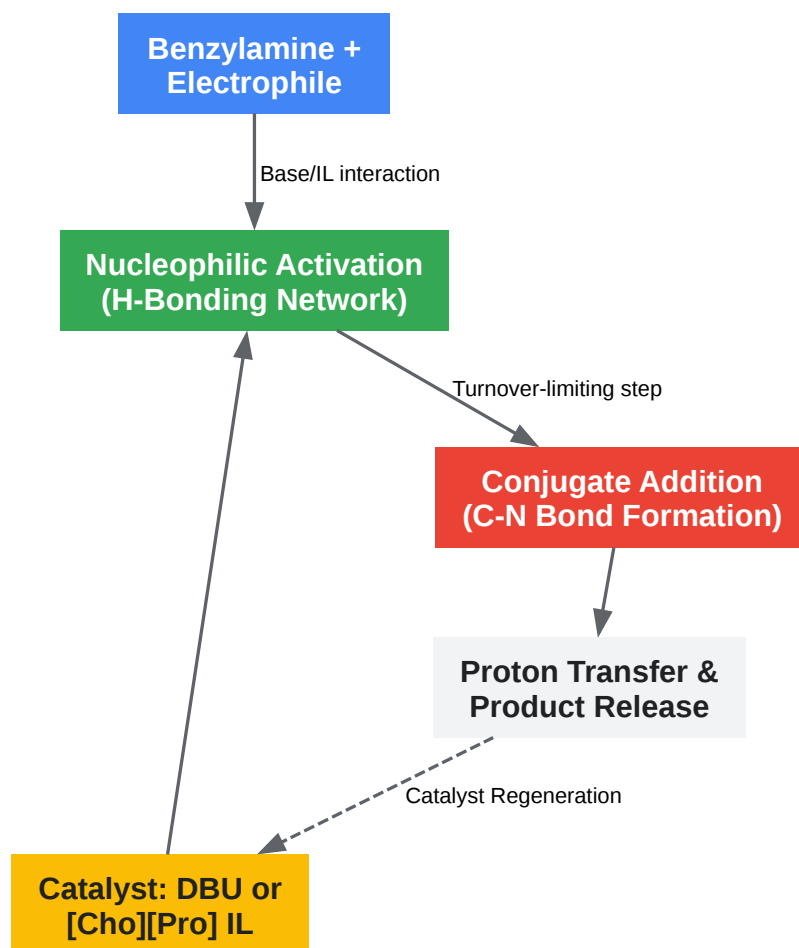 Benzylamine +
Electrophile
Base/IL interaction
Nucleophilic Activation
(H-Bonding Network)
Turnover-limiting step
Conjugate Addition
(C-N Bond Formation)
Proton Transfer &
Product Release
Catalyst Regeneration
Catalyst: DBU or
[Cho][Pro] IL